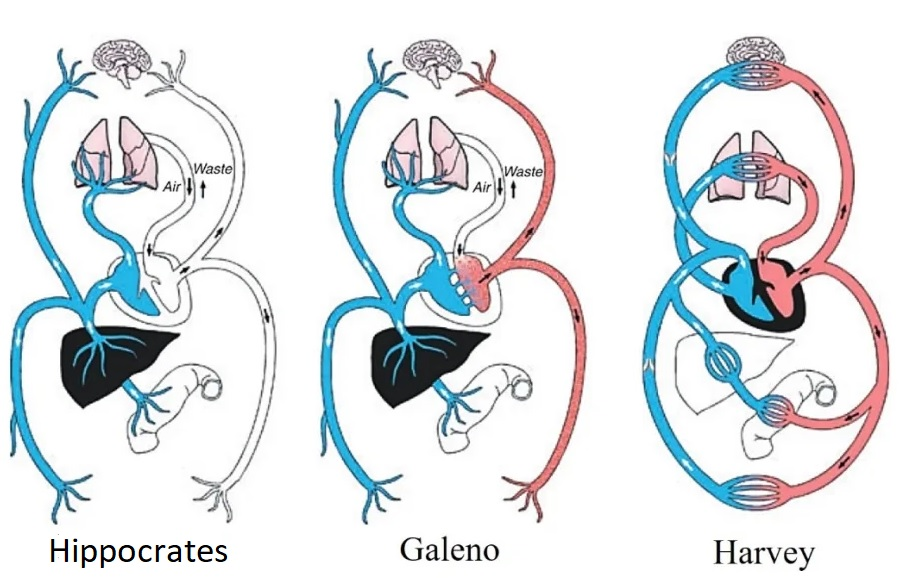 Waste
Air
Waste
Air
Hippocrates
Galeno
Harvey